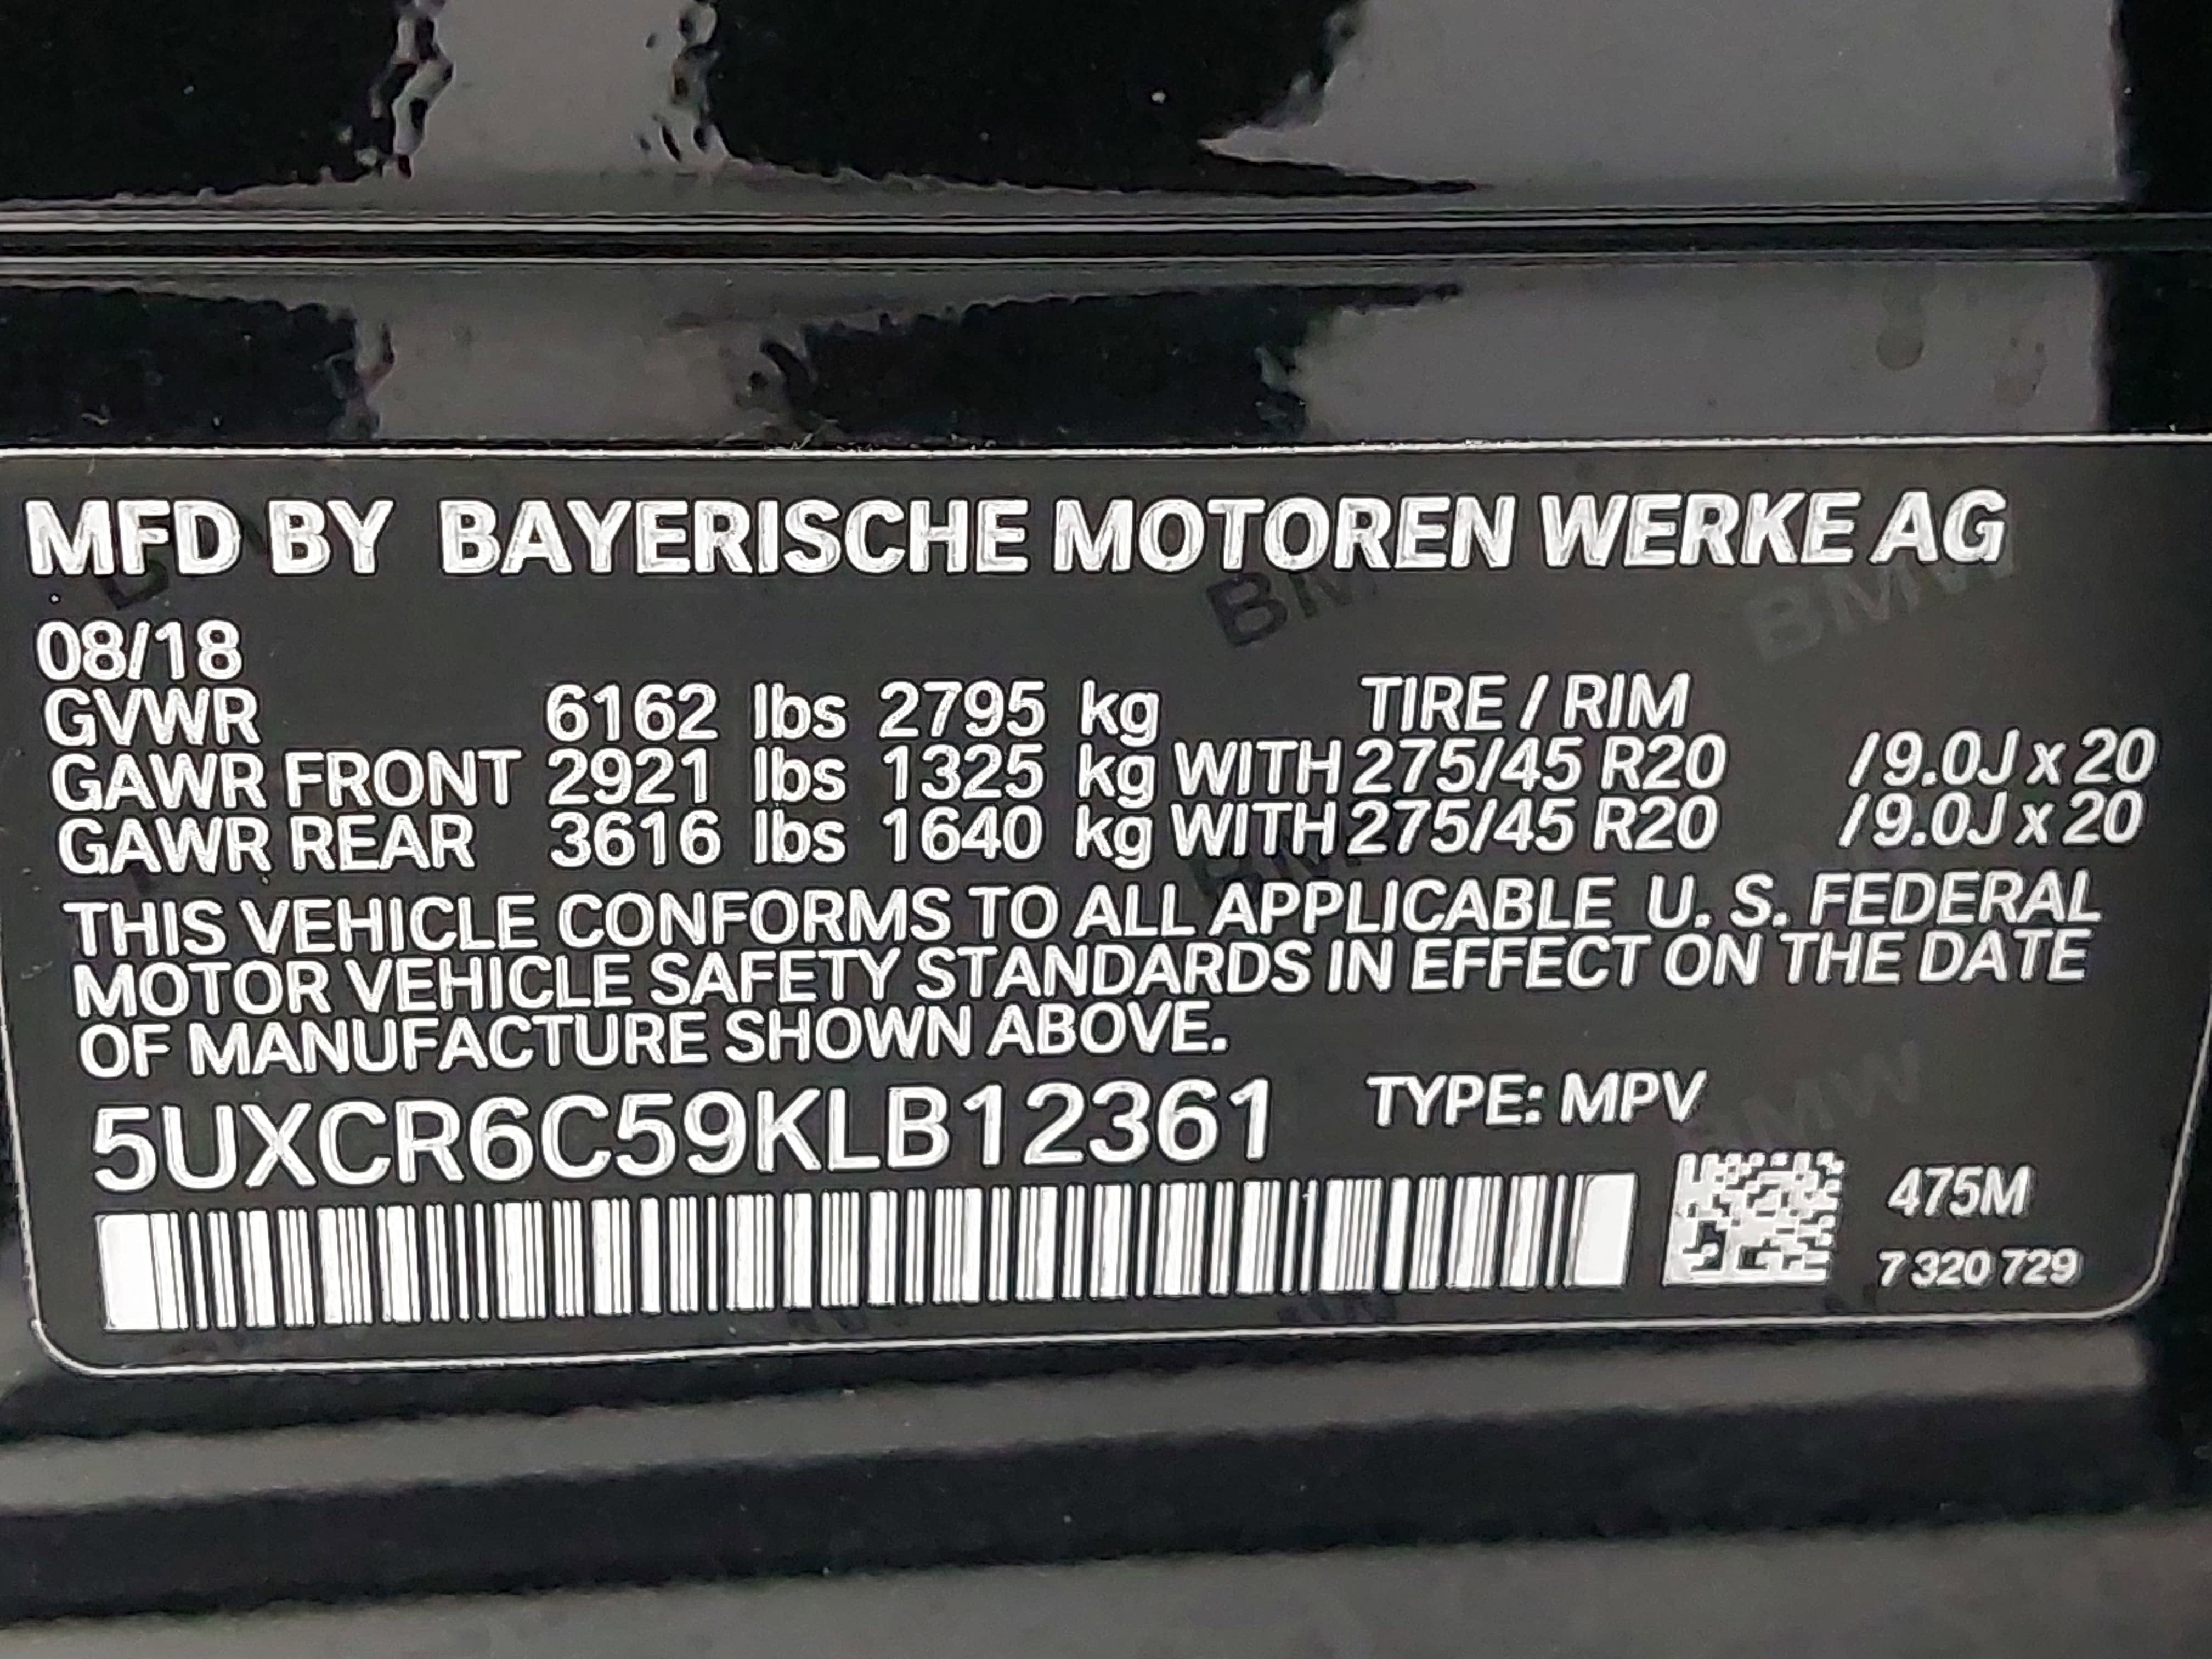 MFD BY BAYERISCHE MOTOREN WERKE AG
08/18
GVWR 6162 lbs 2795 kg TIRE / RIM
GAWR FRONT 2921 lbs 1325 kg WITH 275/45 R20 /9.0J x 20
GAWR REAR 3616 lbs 1640 kg WITH 275/45 R20 /9.0J x 20
THIS VEHICLE CONFORMS TO ALL APPLICABLE U. S. FEDERAL
MOTOR VEHICLE SAFETY STANDARDS IN EFFECT ON THE DATE
OF MANUFACTURE SHOWN ABOVE.
5UXCR6C59KLB12361 TYPE: MPV
475M
7 320 729
BMW
BMW